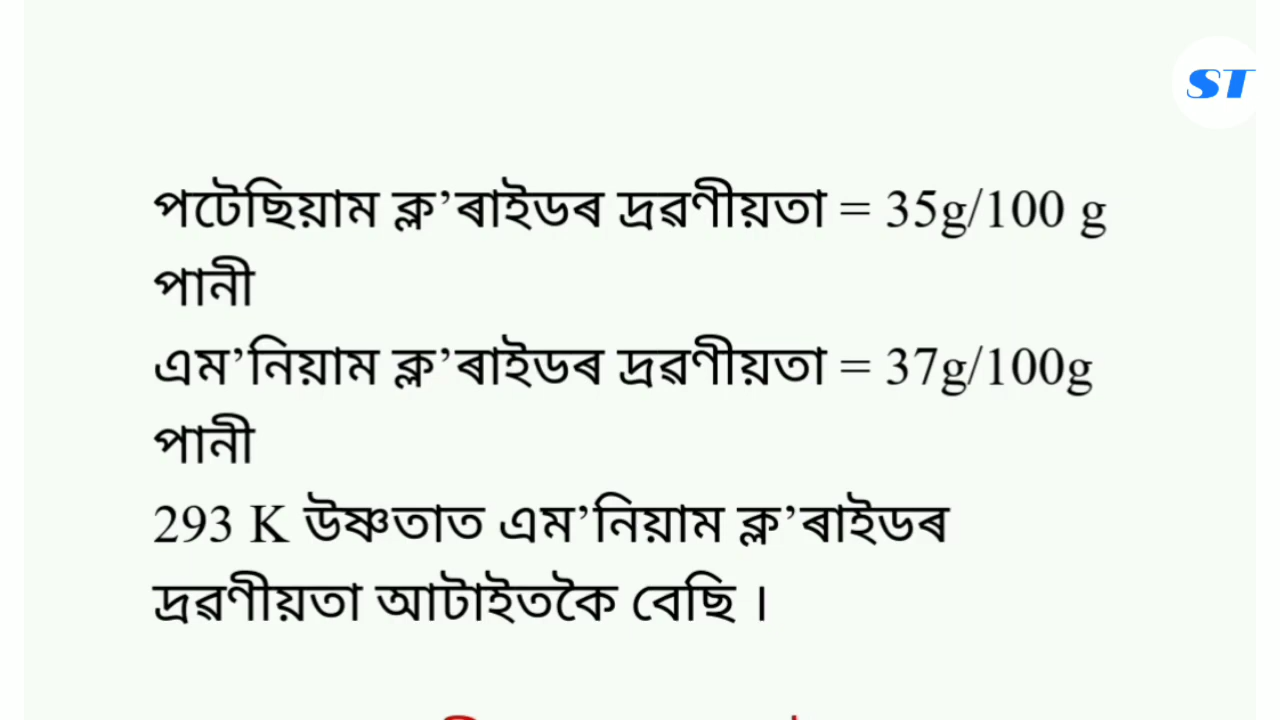 ST
পটেছিয়াম ক্ল’ৰাইডৰ দ্ৰৱণীয়তা = 35g/100 g
পানী
এম’নিয়াম ক্ল’ৰাইডৰ দ্ৰৱণীয়তা = 37g/100g
পানী
293 K উষ্ণতাত এম’নিয়াম ক্ল’ৰাইডৰ
দ্ৰৱণীয়তা আটাইতকৈ বেছি ।